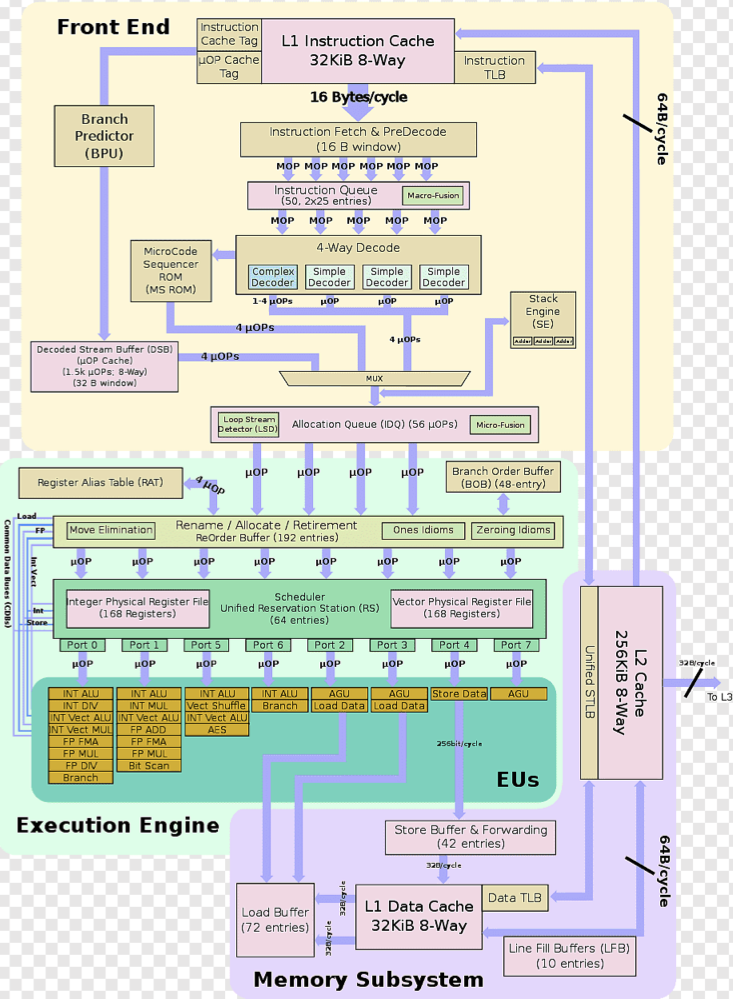 Front End
Instruction
Cache Tag
µOP Cache
Tag
L1 Instruction Cache
32KiB 8-Way
Instruction
TLB
16 Bytes/cycle
64B/cycle
Branch
Predictor
(BPU)
Instruction Fetch & PreDecode
(16 B window)
MOP MOP MOP MOP MOP MOP
Instruction Queue
(50, 2x25 entries)
Macro-Fusion
MOP MOP MOP MOP MOP
MicroCode
Sequencer
ROM
(MS ROM)
4-Way Decode
Complex
Decoder
Simple
Decoder
Simple
Decoder
Simple
Decoder
1-4 µOPs µOP µOP µOP
Stack
Engine
(SE)
Adder Adder Adder
4 µOPs
4 µOPs
Decoded Stream Buffer (DSB)
(µOP Cache)
(1.5k µOPs; 8-Way)
(32 B window)
4 µOPs
MUX
Loop Stream
Detector (LSD)
Allocation Queue (IDQ) (56 µOPs)
Micro-Fusion
µOP µOP µOP µOP
Register Alias Table (RAT)
4 µOP
Branch Order Buffer
(BOB) (48-entry)
Common Data Buses (CDBs)
Load
FP
Int Vect
Int
Store
Move Elimination
Rename / Allocate / Retirement
ReOrder Buffer (192 entries)
Ones Idioms
Zeroing Idioms
µOP µOP µOP µOP µOP µOP µOP µOP
Integer Physical Register File
(168 Registers)
Scheduler
Unified Reservation Station (RS)
(64 entries)
Vector Physical Register File
(168 Registers)
Port 0 Port 1 Port 5 Port 6 Port 2 Port 3 Port 4 Port 7
µOP µOP µOP µOP µOP µOP µOP µOP
INT ALU
INT DIV
INT Vect ALU
INT Vect MUL
FP FMA
FP MUL
FP DIV
Branch
INT ALU
INT MUL
INT Vect ALU
FP ADD
FP FMA
FP MUL
Bit Scan
INT ALU
Vect Shuffle
INT Vect ALU
AES
INT ALU
Branch
AGU
Load Data
AGU
Load Data
Store Data
AGU
256bit/cycle
EUs
Execution Engine
Unified STLB
L2 Cache
256KiB 8-Way
32B/cycle
To L3
Store Buffer & Forwarding
(42 entries)
32B/cycle
64B/cycle
Load Buffer
(72 entries)
32B/cycle
32B/cycle
L1 Data Cache
32KiB 8-Way
Data TLB
Line Fill Buffers (LFB)
(10 entries)
Memory Subsystem